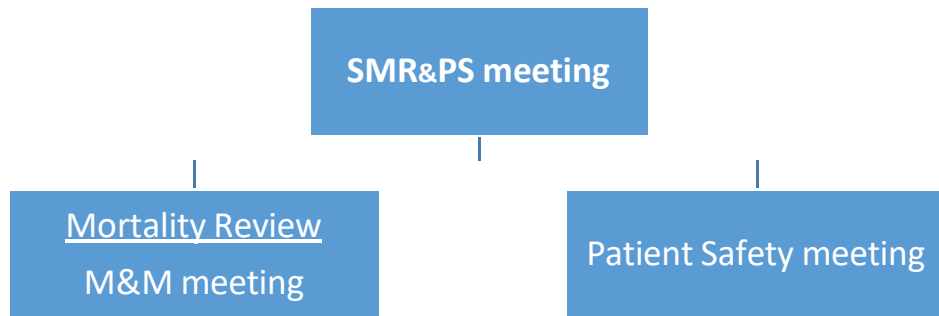 SMR&PS meeting
Mortality Review
M&M meeting
Patient Safety meeting